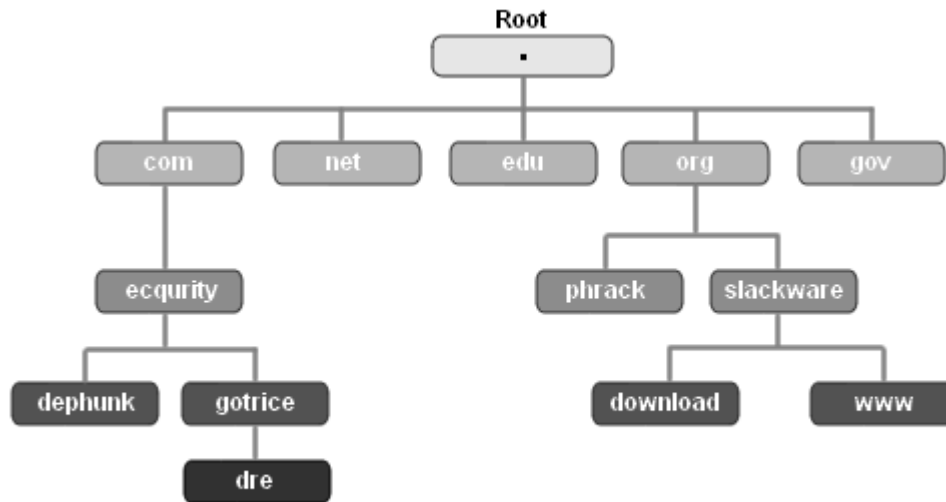 Root
.
com net edu org gov
ecqurity phrack slackware
dephunk gotrice download www
dre